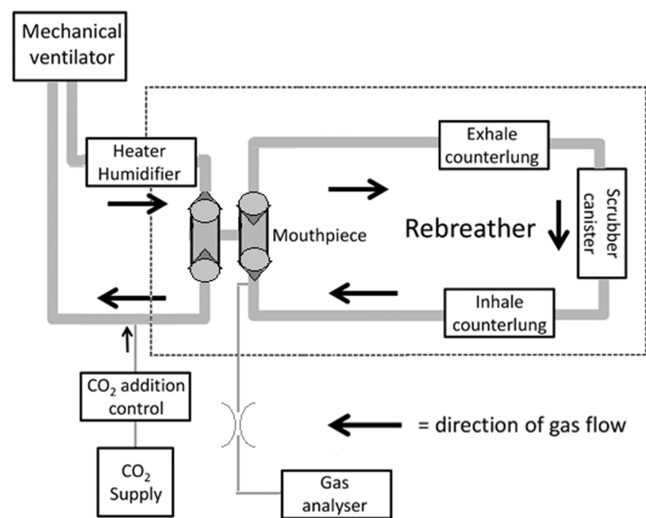 Mechanical
ventilator
Heater
Humidifier
Exhale
counterlung
Scrubber
canister
Mouthpiece
Rebreather
Inhale
counterlung
CO₂ addition
control
= direction of gas flow
CO₂
Supply
Gas
analyser